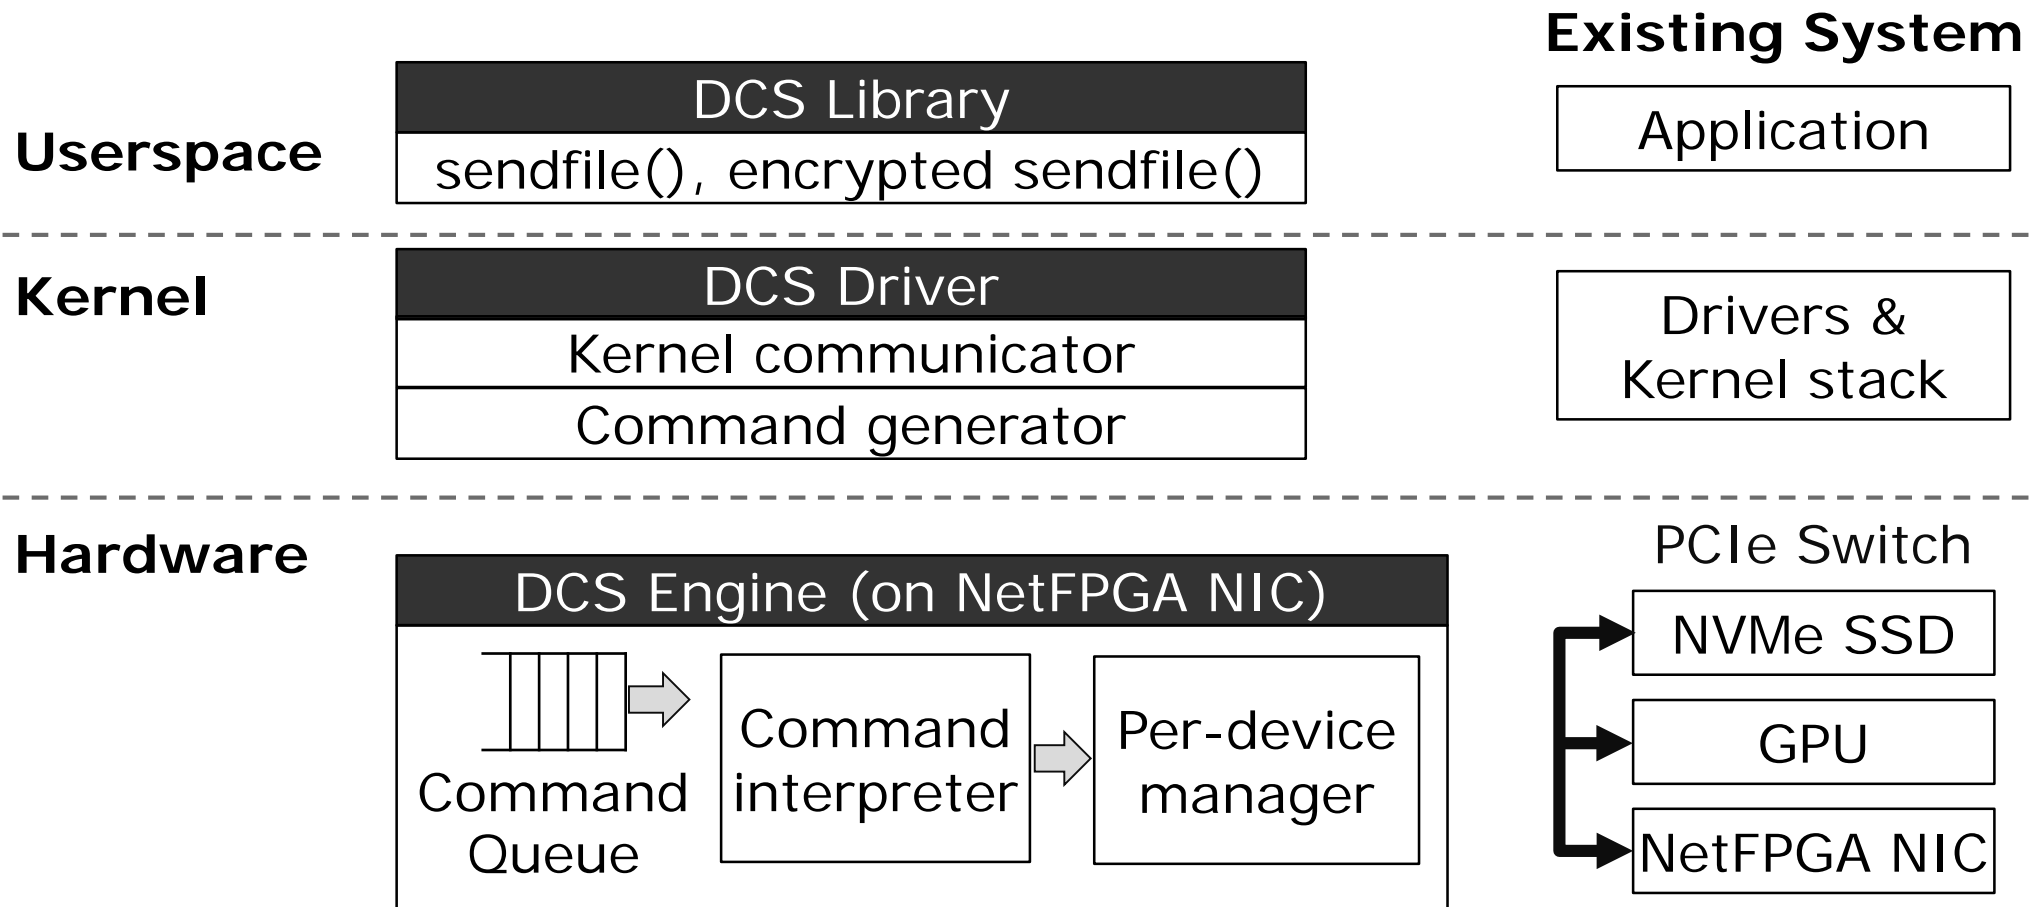 Existing System
Userspace
DCS Library
sendfile(), encrypted sendfile()
Application
Kernel
DCS Driver
Kernel communicator
Command generator
Drivers &
Kernel stack
Hardware
DCS Engine (on NetFPGA NIC)
Command
Queue
Command
interpreter
Per-device
manager
PCIe Switch
NVMe SSD
GPU
NetFPGA NIC